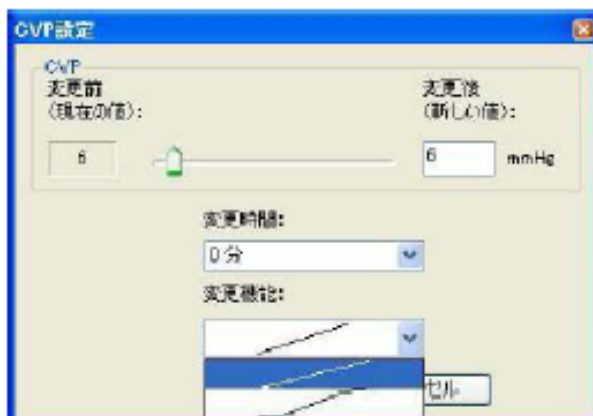 CVP設定
CVP
変更前
(現在の値):
変更後
(新しい値):
6
6 mmHg
変更時間:
0 分
変更機能:
セル